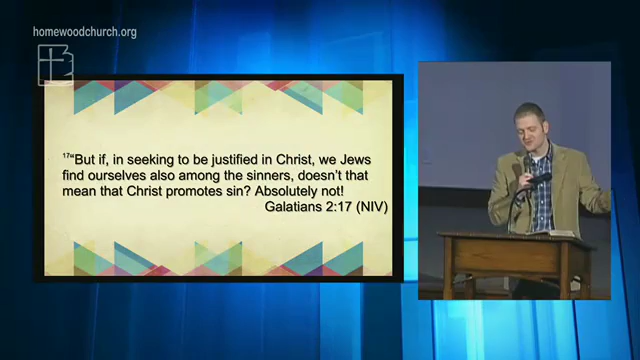 homewoodchurch.org
17“But if, in seeking to be justified in Christ, we Jews
find ourselves also among the sinners, doesn’t that
mean that Christ promotes sin? Absolutely not!
Galatians 2:17 (NIV)